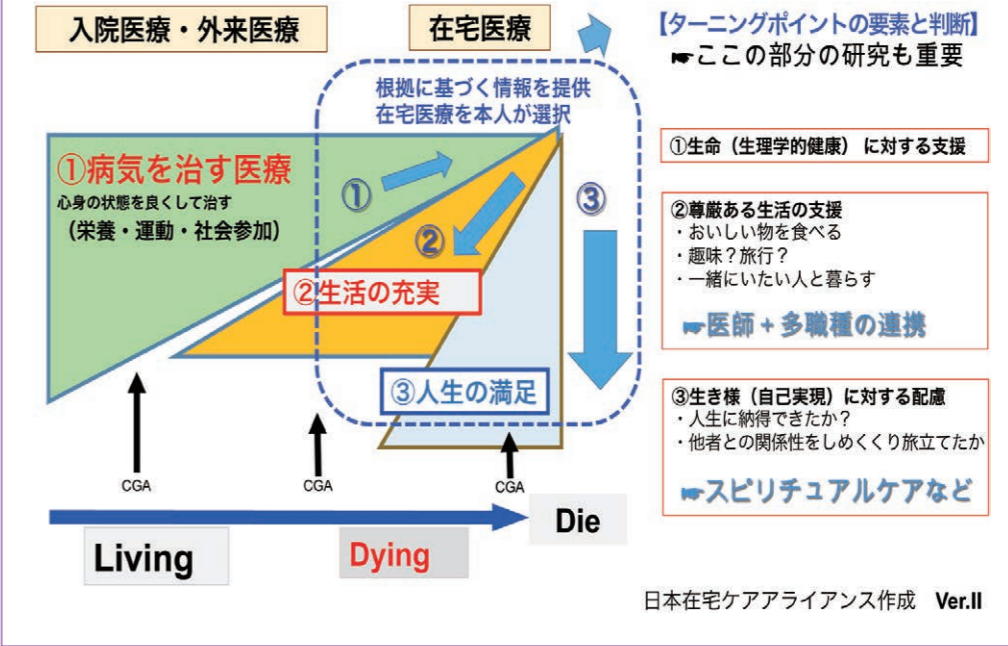 入院医療・外来医療
在宅医療
【ターニングポイントの要素と判断】
☛ここの部分の研究も重要
根拠に基づく情報を提供
在宅医療を本人が選択
①病気を治す医療
心身の状態を良くして治す
（栄養・運動・社会参加）
①
②
③
②生活の充実
③人生の満足
CGA
CGA
CGA
Living
Dying
Die
①生命（生理学的健康）に対する支援
②尊厳ある生活の支援
・おいしい物を食べる
・趣味？旅行？
・一緒にいたい人と暮らす
☛医師＋多職種の連携
③生き様（自己実現）に対する配慮
・人生に納得できたか？
・他者との関係性をしめくくり旅立てたか
☛スピリチュアルケアなど
日本在宅ケアアライアンス作成 Ver.II